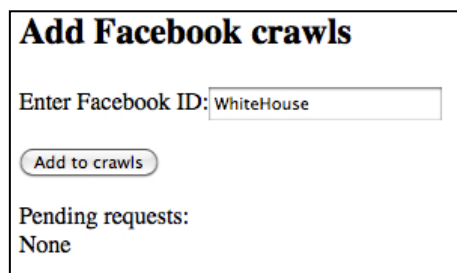 Add Facebook crawls
Enter Facebook ID: WhiteHouse
Add to crawls
Pending requests:
None